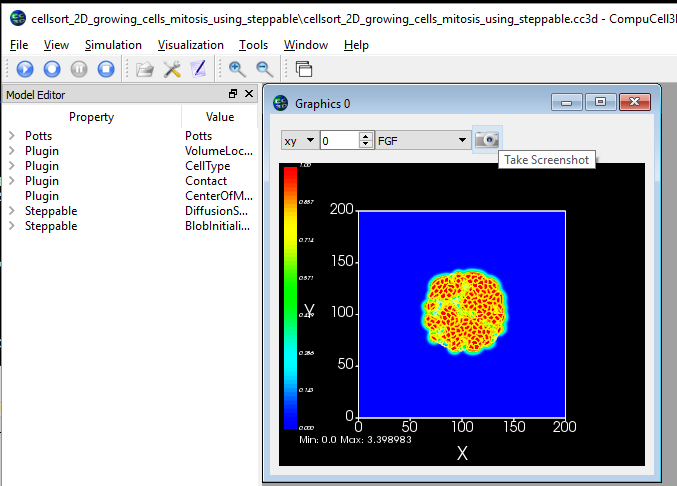 cellsort_2D_growing_cells_mitosis_using_steppable\cellsort_2D_growing_cells_mitosis_using_steppable.cc3d - CompuCell3
File View Simulation Visualization Tools Window Help
Model Editor
Property Value
Potts Potts
Plugin VolumeLoc...
Plugin CellType
Plugin Contact
Plugin CenterOfM...
Steppable DiffusionS...
Steppable BlobInitiali...
Graphics 0
xy 0 FGF
Take Screenshot
1.00
0.857
0.714
0.571
0.286
0.143
0.000
Y
200
150
100
50
0
0 50 100 150 200
Min: 0.0 Max: 3.398983
X